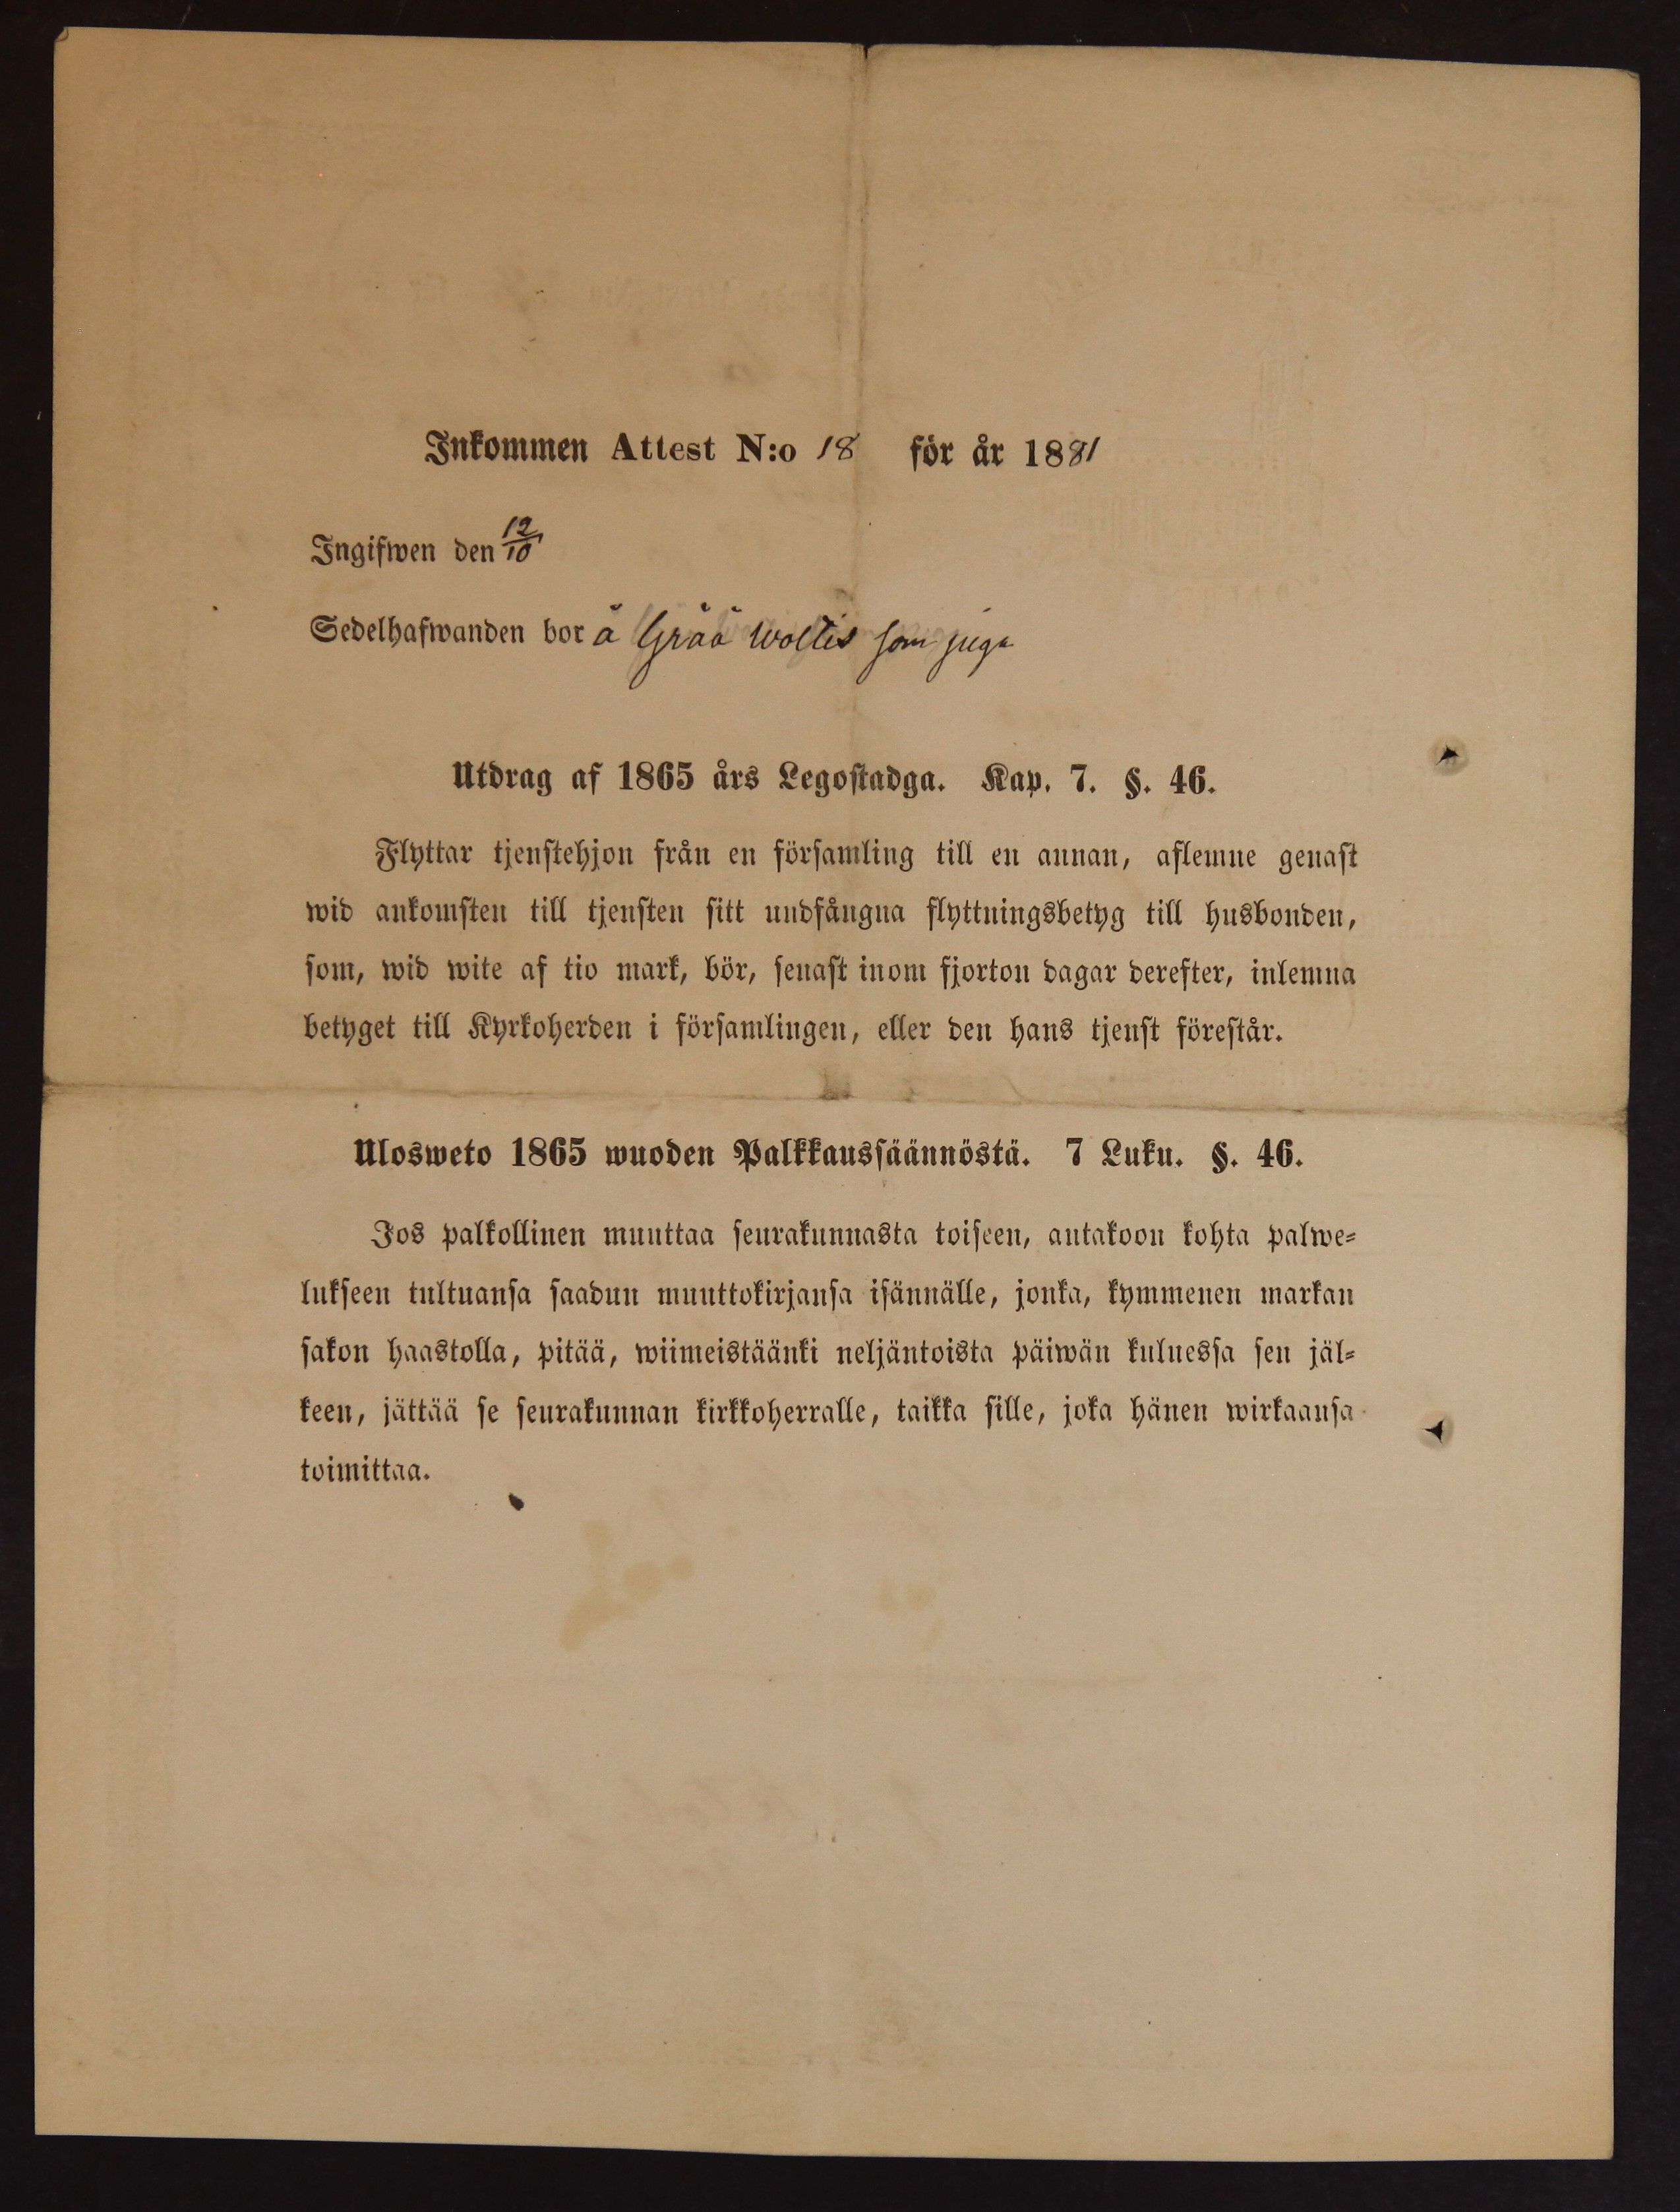 Inkommen Attest N:o 18 för år 1881
Ingifwen den 12/10
Sedelhafwanden bor å Gråå Woltis som piga
Utdrag af 1865 års Legostadga. Kap. 7. §. 46.
Flyttar tjenstehjon från en församling till en annan, aflemne genast
wid ankomsten till tjensten sitt undfångna flyttningsbetyg till husbonden,
som, wid wite af tio mark, bör, senast inom fjorton dagar derefter, inlemna
betyget till Kyrkoherden i församlingen, eller den hans tjenst förestår.
Ulosweto 1865 wuoden Palkkaussäännöstä. 7 Luku. §. 46.
Jos palkollinen muuttaa seurakunnasta toiseen, antakoon kohta palwe-
lukseen tultuansa saadun muuttokirjansa isännälle, jonka, kymmenen markan
sakon haastolla, pitää, wiimeistäänki neljäntoista päiwän kuluessa sen jäl-
keen, jättää se seurakunnan kirkkoherralle, taikka sille, joka hänen wirkaansa
toimittaa.